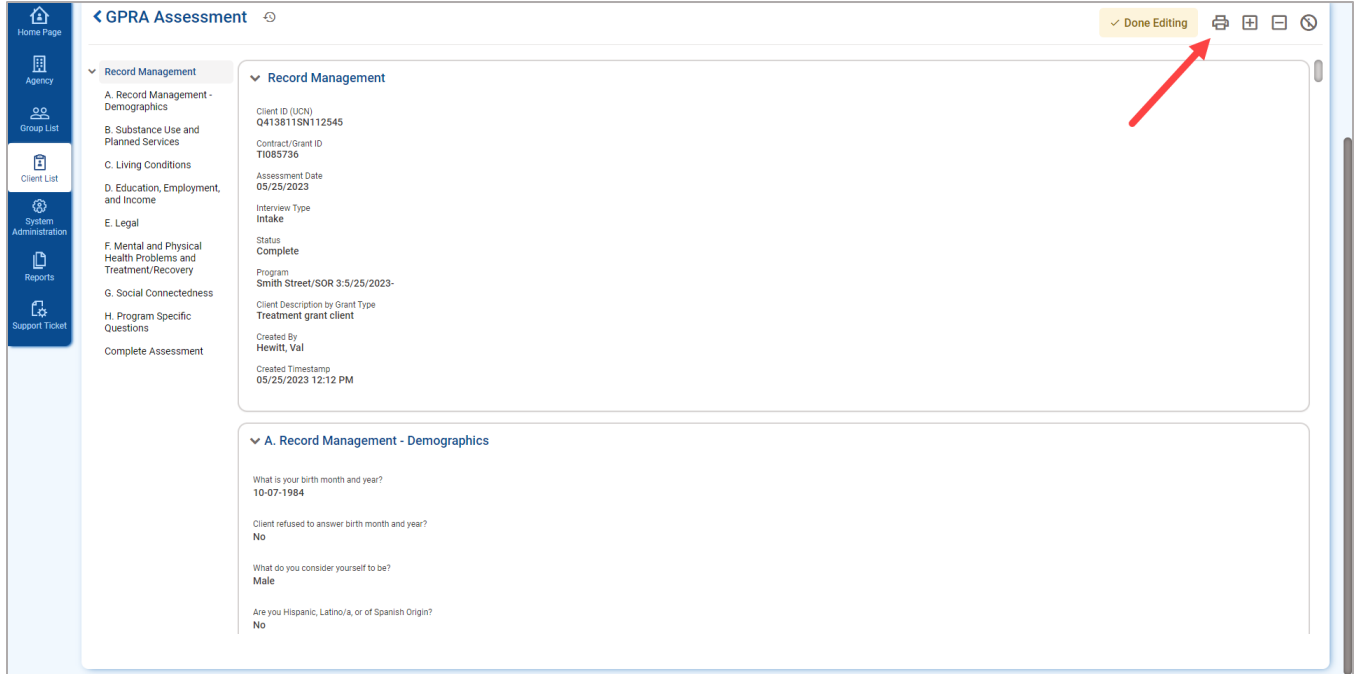 Home Page
Agency
Group List
Client List
System
Administration
Reports
Support Ticket
GPRA Assessment
Done Editing
Record Management
A. Record Management -
Demographics
B. Substance Use and
Planned Services
C. Living Conditions
D. Education, Employment,
and Income
E. Legal
F. Mental and Physical
Health Problems and
Treatment/Recovery
G. Social Connectedness
H. Program Specific
Questions
Complete Assessment
Record Management
Client ID (UCN)
Q413811SN112545
Contract/Grant ID
TI085736
Assessment Date
05/25/2023
Interview Type
Intake
Status
Complete
Program
Smith Street/SOR 3:5/25/2023-
Client Description by Grant Type
Treatment grant client
Created By
Hewitt, Val
Created Timestamp
05/25/2023 12:12 PM
A. Record Management - Demographics
What is your birth month and year?
10-07-1984
Client refused to answer birth month and year?
No
What do you consider yourself to be?
Male
Are you Hispanic, Latino/a, or of Spanish Origin?
No